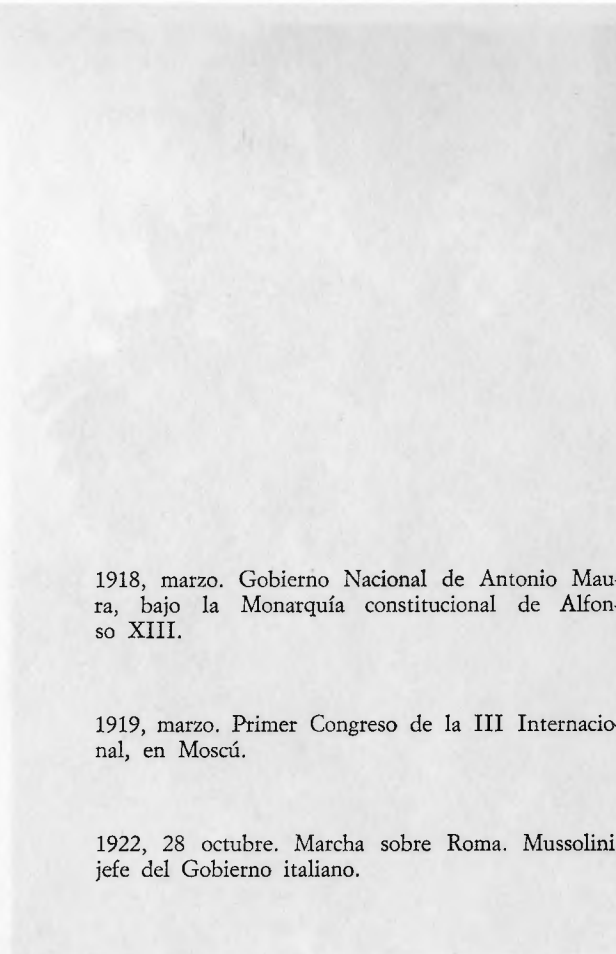 1918, marzo. Gobierno Nacional de Antonio Mau-
ra, bajo la Monarquía constitucional de Alfon-
so XIII.
1919, marzo. Primer Congreso de la III Internacio-
nal, en Moscú.
1922, 28 octubre. Marcha sobre Roma. Mussolini
jefe del Gobierno italiano.